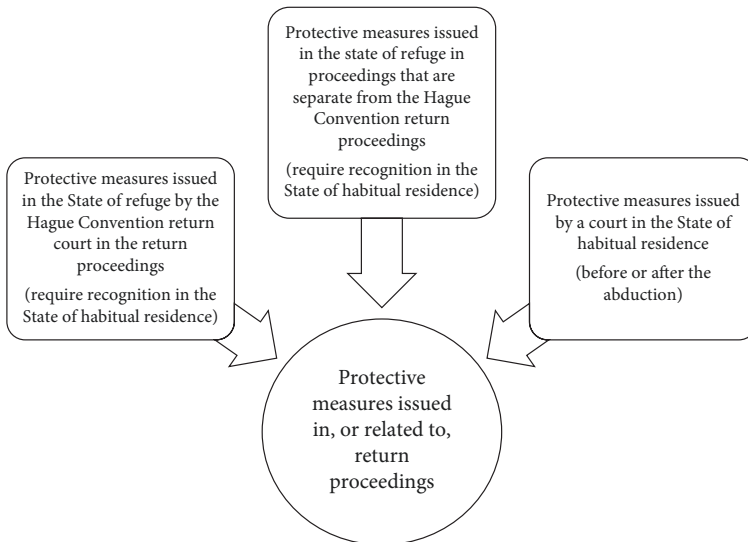 Protective measures issued
in the state of refuge in
proceedings that are
separate from the Hague
Convention return
proceedings
(require recognition in the
State of habitual residence)
Protective measures issued
in the State of refuge by the
Hague Convention return
court in the return
proceedings
(require recognition in the
State of habitual residence)
Protective measures issued
by a court in the State of
habitual residence
(before or after the
abduction)
Protective
measures issued
in, or related to,
return
proceedings